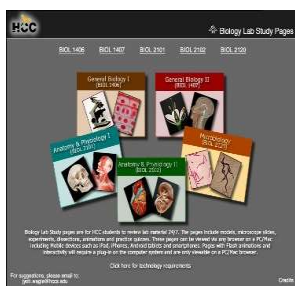 HCC
Biology Lab Study Pages
BIOL 1406 BIOL 1407 BIOL 2101 BIOL 2102 BIOL 2120
General Biology I
(BIOL 1406)
General Biology II
(BIOL 1407)
Anatomy & Physiology I
(BIOL 2101)
Anatomy & Physiology II
(BIOL 2102)
Microbiology
Biology Lab Study pages are for HCC students to review lab material 24/7. The pages include models, microscope slides,
experiments, dissections, animations and practice quizzes. These pages can be viewed via any browser on a PC/Mac
including Mobile devices such as iPad, iPhones, Android tablets and smartphones. Pages with Flash animations and
interactivity will require a plug-in on the computer system and are only viewable on a PC/Mac browser.
Click here for technology requirements
For suggestions, please email to: